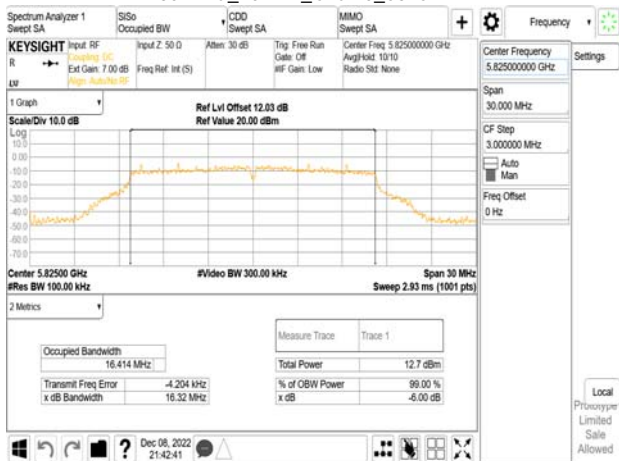 Spectrum Analyzer 1
Swept SA
SISo
Occupied BW
CDD
Swept SA
MIMO
Swept SA
+
Frequency
KEYSIGHT
R
LXI
Input: RF
Coupling: DC
Ext Gain: 7.00 dB
Align: Auto/No RF
Input Z: 50 Ω
Freq Ref: Int (S)
Atten: 30 dB
Trig: Free Run
Gate: Off
#IF Gain: Low
Center Freq: 5.825000000 GHz
Avg|Hold: 10/10
Radio Std: None
Center Frequency
5.825000000 GHz
Settings
Span
30.000 MHz
CF Step
3.000000 MHz
Auto
Man
Freq Offset
0 Hz
1 Graph
Scale/Div 10.0 dB
Ref Lvl Offset 12.03 dB
Ref Value 20.00 dBm
Log
10.0
0.00
-10.0
-20.0
-30.0
-40.0
-50.0
-60.0
-70.0
Center 5.82500 GHz
#Res BW 100.00 kHz
#Video BW 300.00 kHz
Span 30 MHz
Sweep 2.93 ms (1001 pts)
2 Metrics
Measure Trace Trace 1
Occupied Bandwidth
16.414 MHz
Total Power 12.7 dBm
Transmit Freq Error -4.204 kHz
% of OBW Power 99.00 %
x dB Bandwidth 16.32 MHz
x dB -6.00 dB
Local
Prototype
Limited
Sale
Allowed
?
Dec 08, 2022
21:42:41